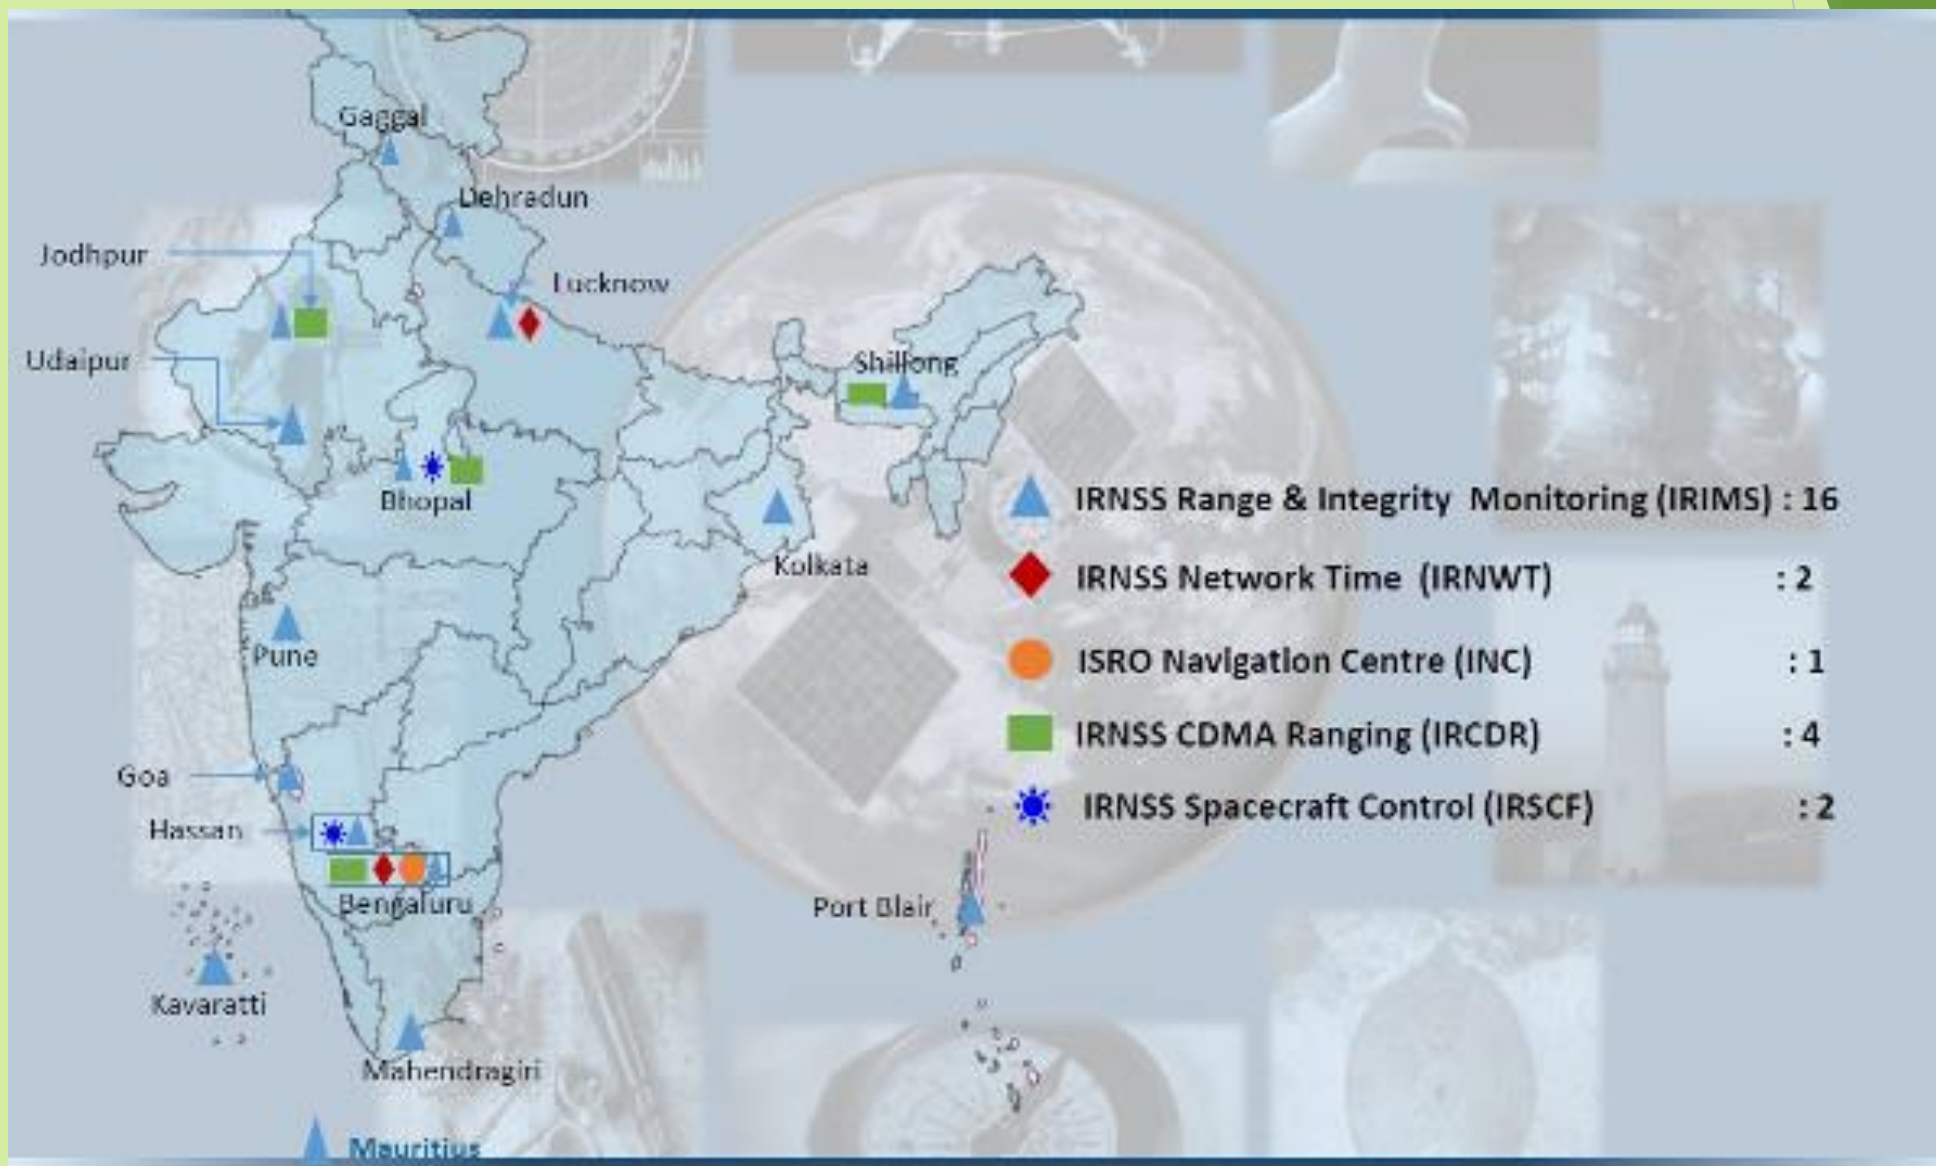 Gaggal
Dehradun
Jodhpur
Lucknow
Udaipur
Shillong
Bhopal
Kolkata
Pune
Goa
Hassan
Bengaluru
Port Blair
Kavaratti
Mahendragiri
Mauritius
IRNSS Range & Integrity Monitoring (IRIMS) : 16
IRNSS Network Time (IRNWT) : 2
ISRO Navigation Centre (INC) : 1
IRNSS CDMA Ranging (IRCDR) : 4
IRNSS Spacecraft Control (IRSCF) : 2